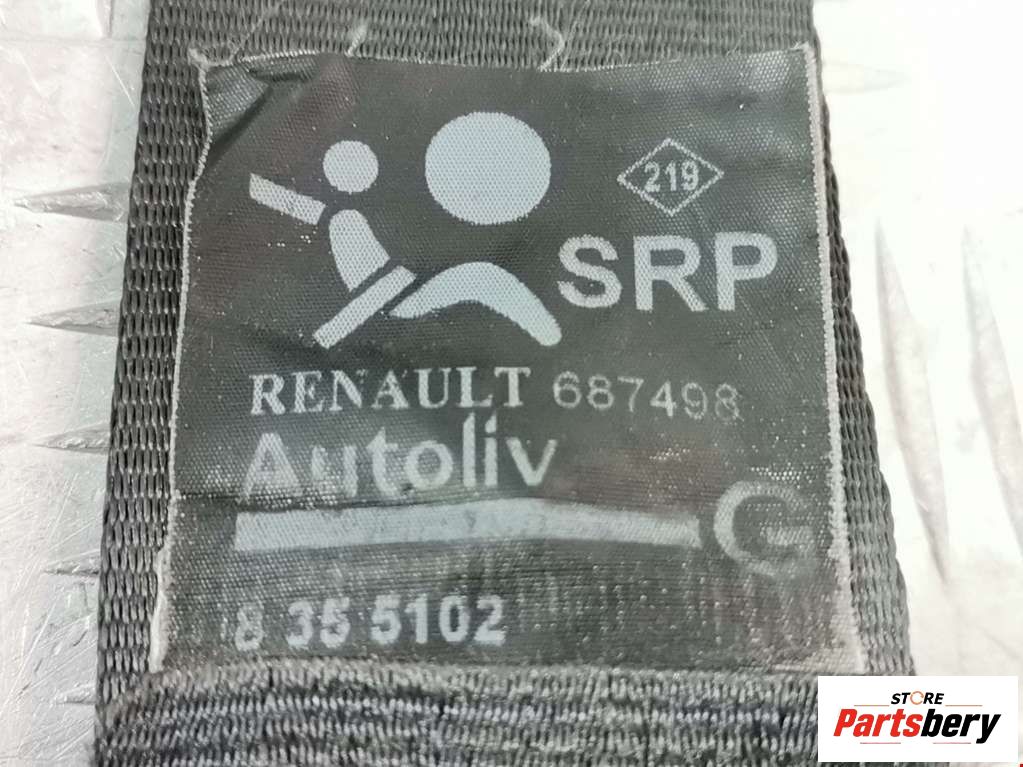 219
SRP
RENAULT 687498
Autoliv
G
8 35 5102
STORE
Partsbery